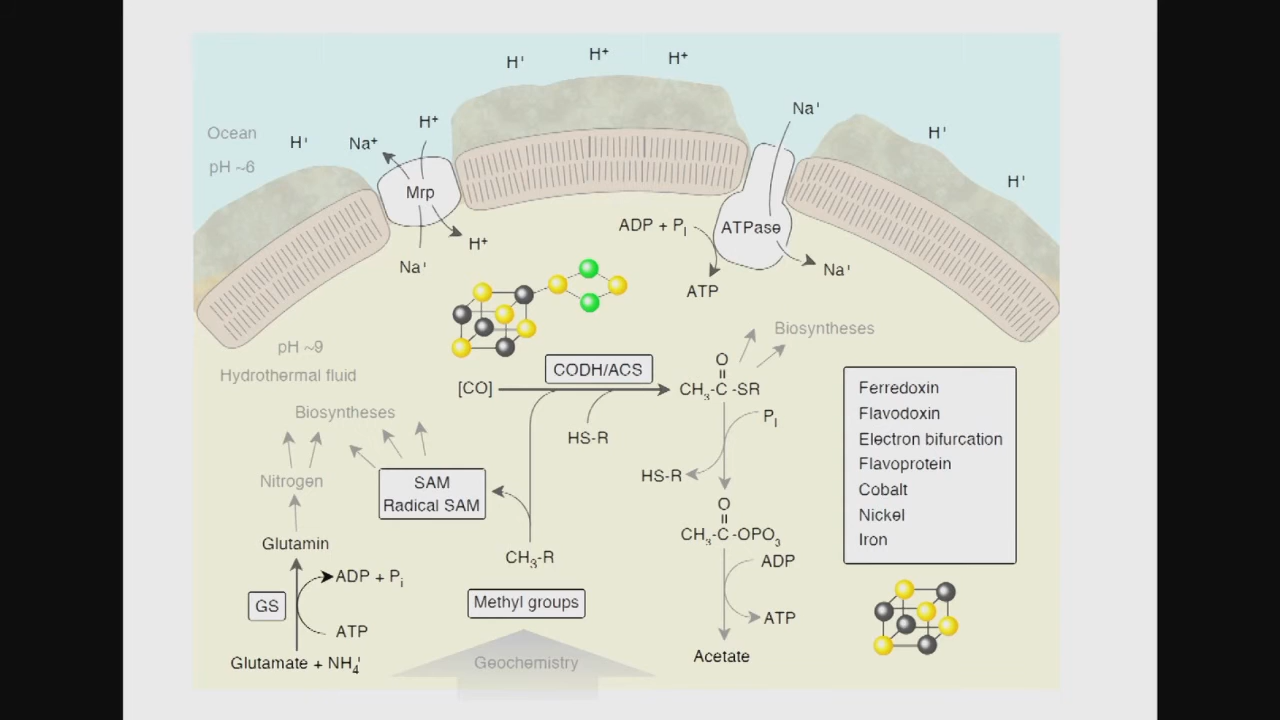 H' H⁺ H⁺
Na'
H⁺
Ocean H' Na⁺ H'
pH ~6
H'
Mrp
ADP + Pᵢ ATPase
H⁺
Na' Na'
ATP
Biosyntheses
pH ~9
Hydrothermal fluid
O
CODH/ACS
[CO] CH₃-C-SR
Ferredoxin
Flavodoxin
Electron bifurcation
Flavoprotein
Cobalt
Nickel
Iron
Biosyntheses
Pᵢ
HS-R
HS-R
Nitrogen
SAM
Radical SAM
O
CH₃-C-OPO₃
Glutamin
CH₃-R
ADP
ADP + Pᵢ
GS
Methyl groups
ATP
ATP
Acetate
Glutamate + NH₄'
Geochemistry